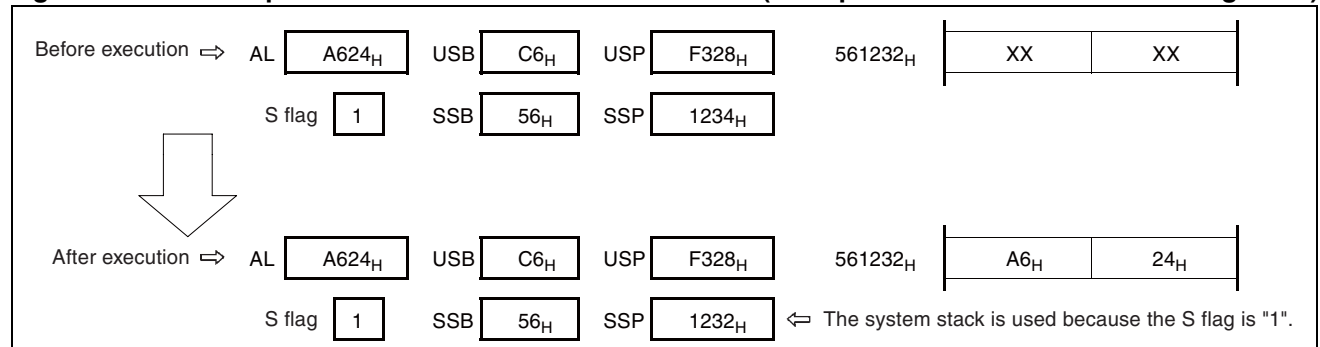 Before execution ⇨ AL A624H USB C6H USP F328H 561232H XX XX
S flag 1 SSB 56H SSP 1234H
After execution ⇨ AL A624H USB C6H USP F328H 561232H A6H 24H
S flag 1 SSB 56H SSP 1232H ⇦ The system stack is used because the S flag is "1".